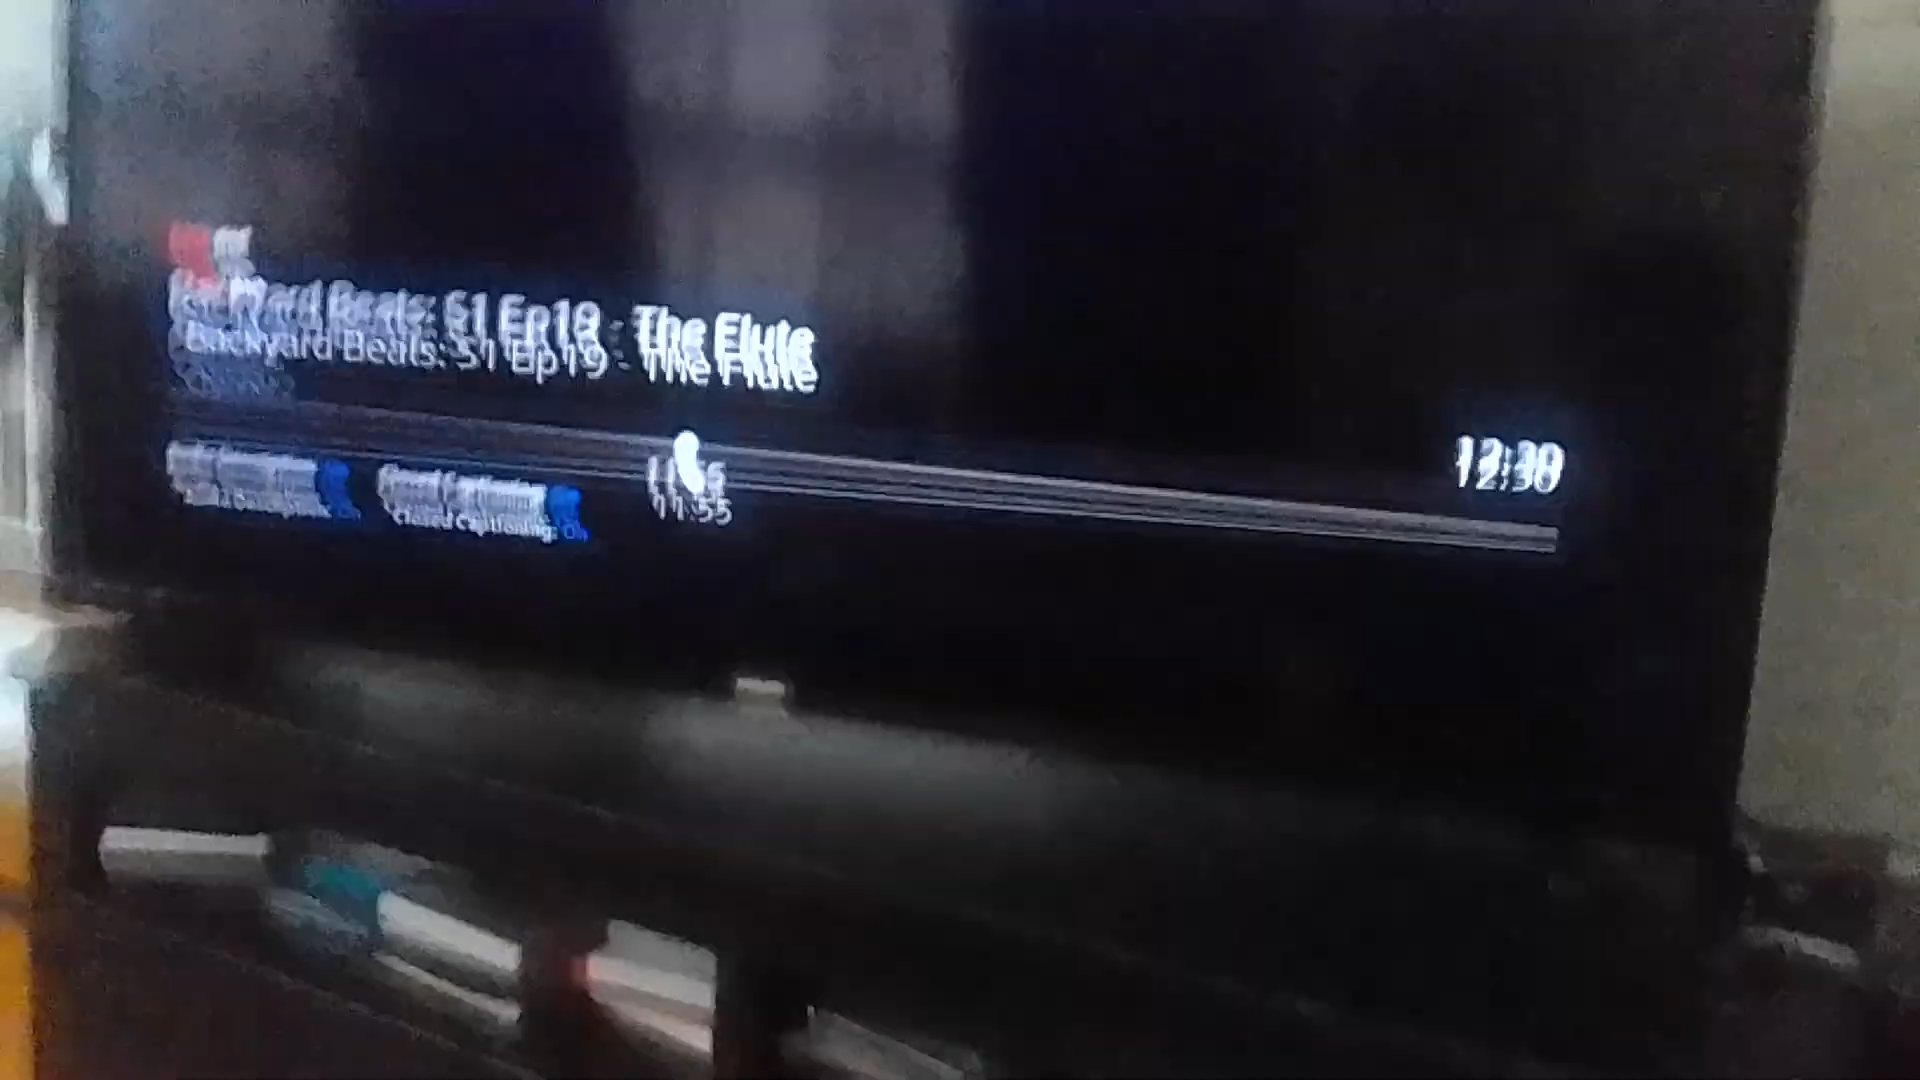 Backyard Beats: S1 Ep19 - The Flute
12:30
11:55
Closed Captioning: On